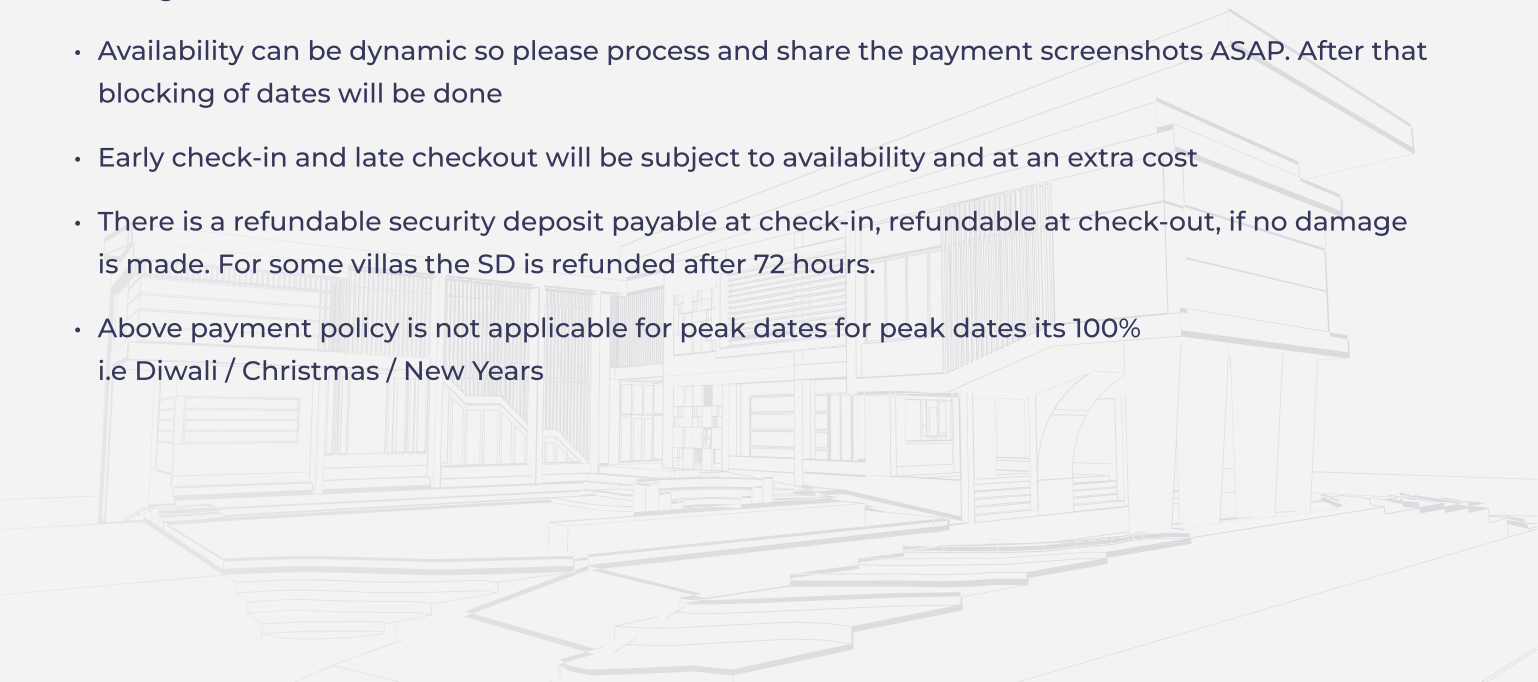 • Availability can be dynamic so please process and share the payment screenshots ASAP. After that
blocking of dates will be done
• Early check-in and late checkout will be subject to availability and at an extra cost
• There is a refundable security deposit payable at check-in, refundable at check-out, if no damage
is made. For some villas the SD is refunded after 72 hours.
• Above payment policy is not applicable for peak dates for peak dates its 100%
i.e Diwali / Christmas / New Years